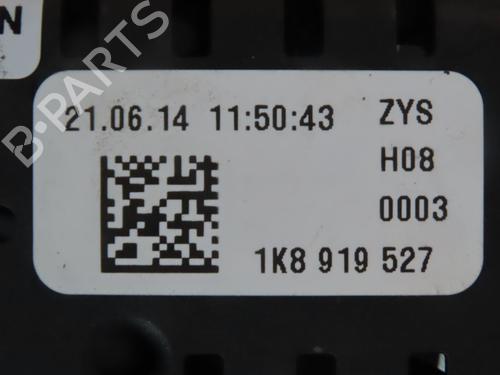 N
21.06.14 11:50:43 ZYS
H08
0003
1K8 919 527
B-PARTS